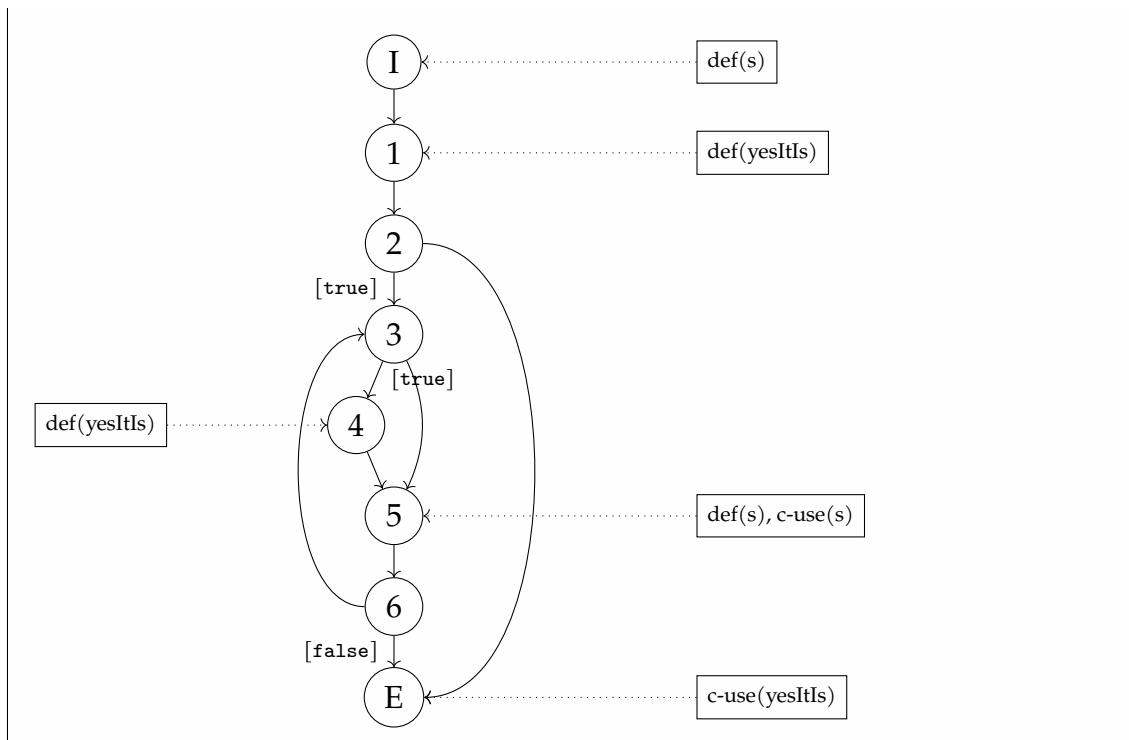 I
def(s)
1
def(yesItIs)
2
[true]
3
[true]
def(yesItIs)
4
5
def(s), c-use(s)
6
[false]
E
c-use(yesItIs)